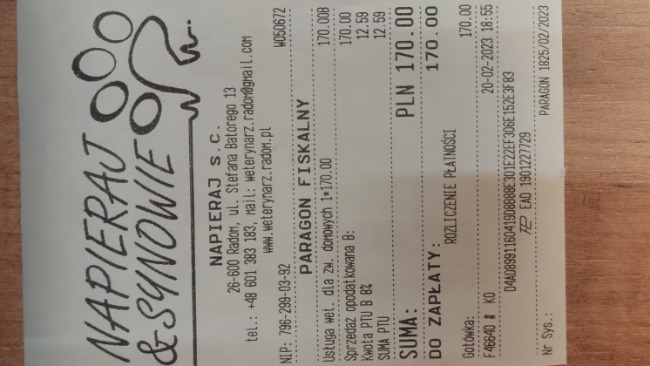 NAPIERAJ
& SYNOWIE
NAPIERAJ s.c.
26-600 Radom, ul. Stefana Batorego 13
tel.: +48 601 383 183, mail: weterynarz.radom@gmail.com
www.weterynarz.radom.pl
NIP: 796-299-03-92 W050672
PARAGON FISKALNY
Usługa wet. dla zw. domowych 1*170.00 170.00B
Sprzedaż opodatkowana B: 170.00
Kwota PTU B 8% 12.59
SUMA PTU 12.59
SUMA: PLN 170.00
DO ZAPŁATY: 170.00
ROZLICZENIE PŁATNOŚCI
Gotówka: 170.00
F46640 # KO 20-02-2023 18:55
EAD 1901227729
Nr Sys.: PARAGON 1825/02/2023